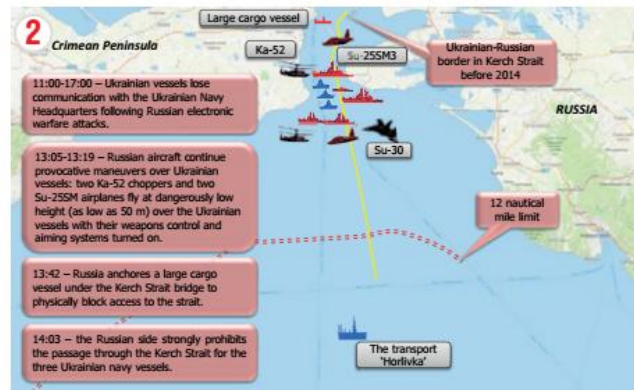 2
Large cargo vessel
Crimean Peninsula
Ka-52
Su-25SM3
Ukrainian-Russian
border in Kerch Strait
before 2014
RUSSIA
11:00-17:00 – Ukrainian vessels lose
communication with the Ukrainian Navy
Headquarters following Russian electronic
warfare attacks.
Su-30
13:05-13:19 – Russian aircraft continue
provocative maneuvers over Ukrainian
vessels: two Ka-52 choppers and two
Su-25SM airplanes fly at dangerously low
height (as low as 50 m) over the Ukrainian
vessels with their weapons control and
aiming systems turned on.
12 nautical
mile limit
13:42 – Russia anchores a large cargo
vessel under the Kerch Strait bridge to
physically block access to the strait.
14:03 – the Russian side strongly prohibits
the passage through the Kerch Strait for the
three Ukrainian navy vessels.
The transport
'Horlivka'